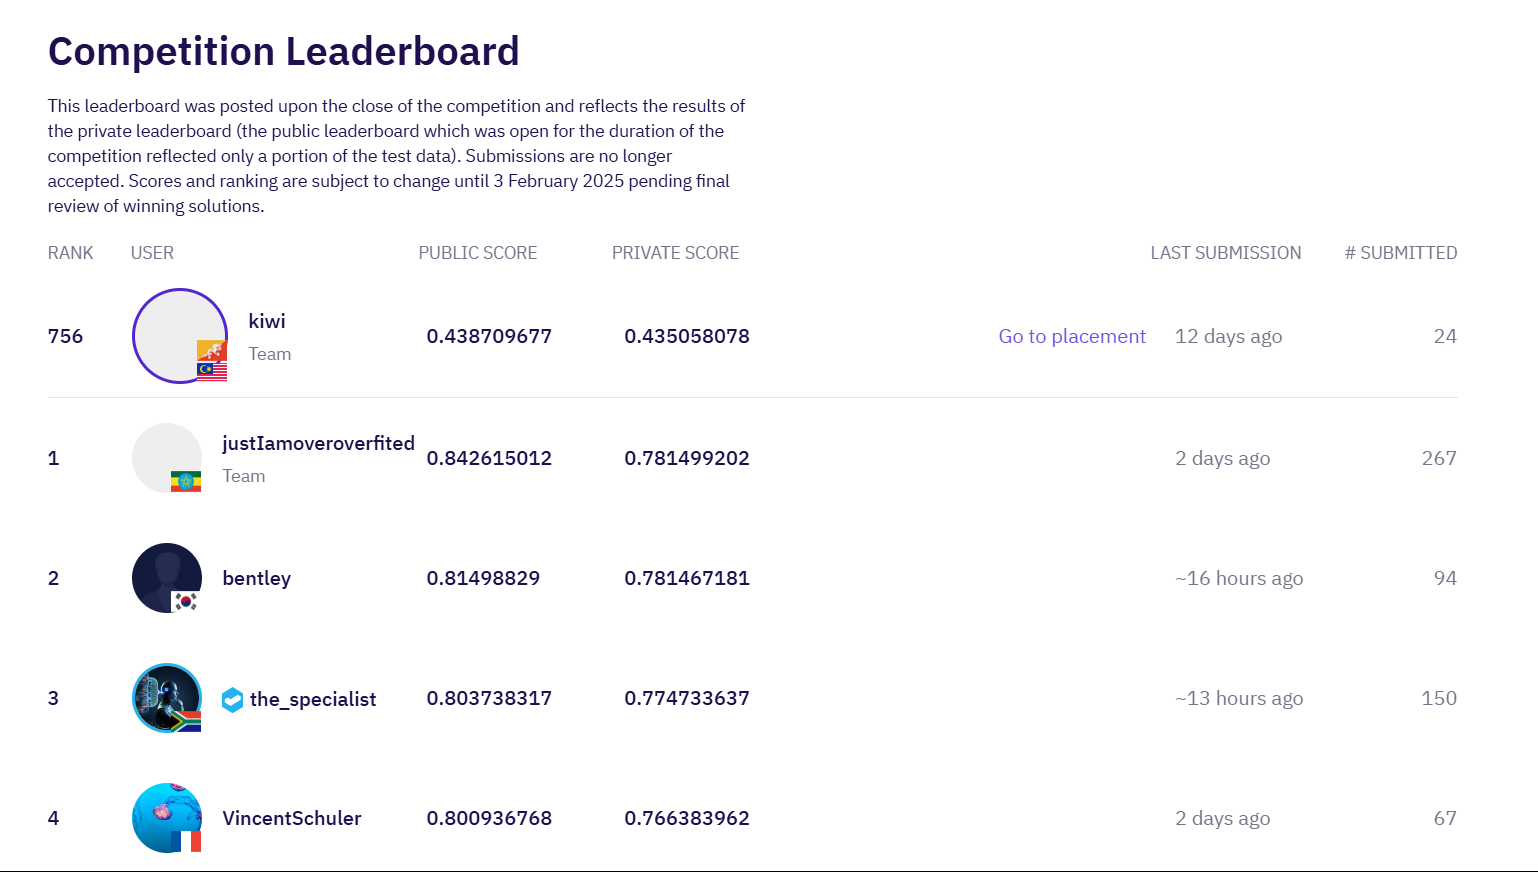 Competition Leaderboard
This leaderboard was posted upon the close of the competition and reflects the results of
the private leaderboard (the public leaderboard which was open for the duration of the
competition reflected only a portion of the test data). Submissions are no longer
accepted. Scores and ranking are subject to change until 3 February 2025 pending final
review of winning solutions.
RANK USER PUBLIC SCORE PRIVATE SCORE LAST SUBMISSION # SUBMITTED
kiwi
756 0.438709677 0.435058078 Go to placement 12 days ago 24
Team
justIamoveroverfited
1 0.842615012 0.781499202 2 days ago 267
Team
2 bentley 0.81498829 0.781467181 ~16 hours ago 94
3 the_specialist 0.803738317 0.774733637 ~13 hours ago 150
4 VincentSchuler 0.800936768 0.766383962 2 days ago 67